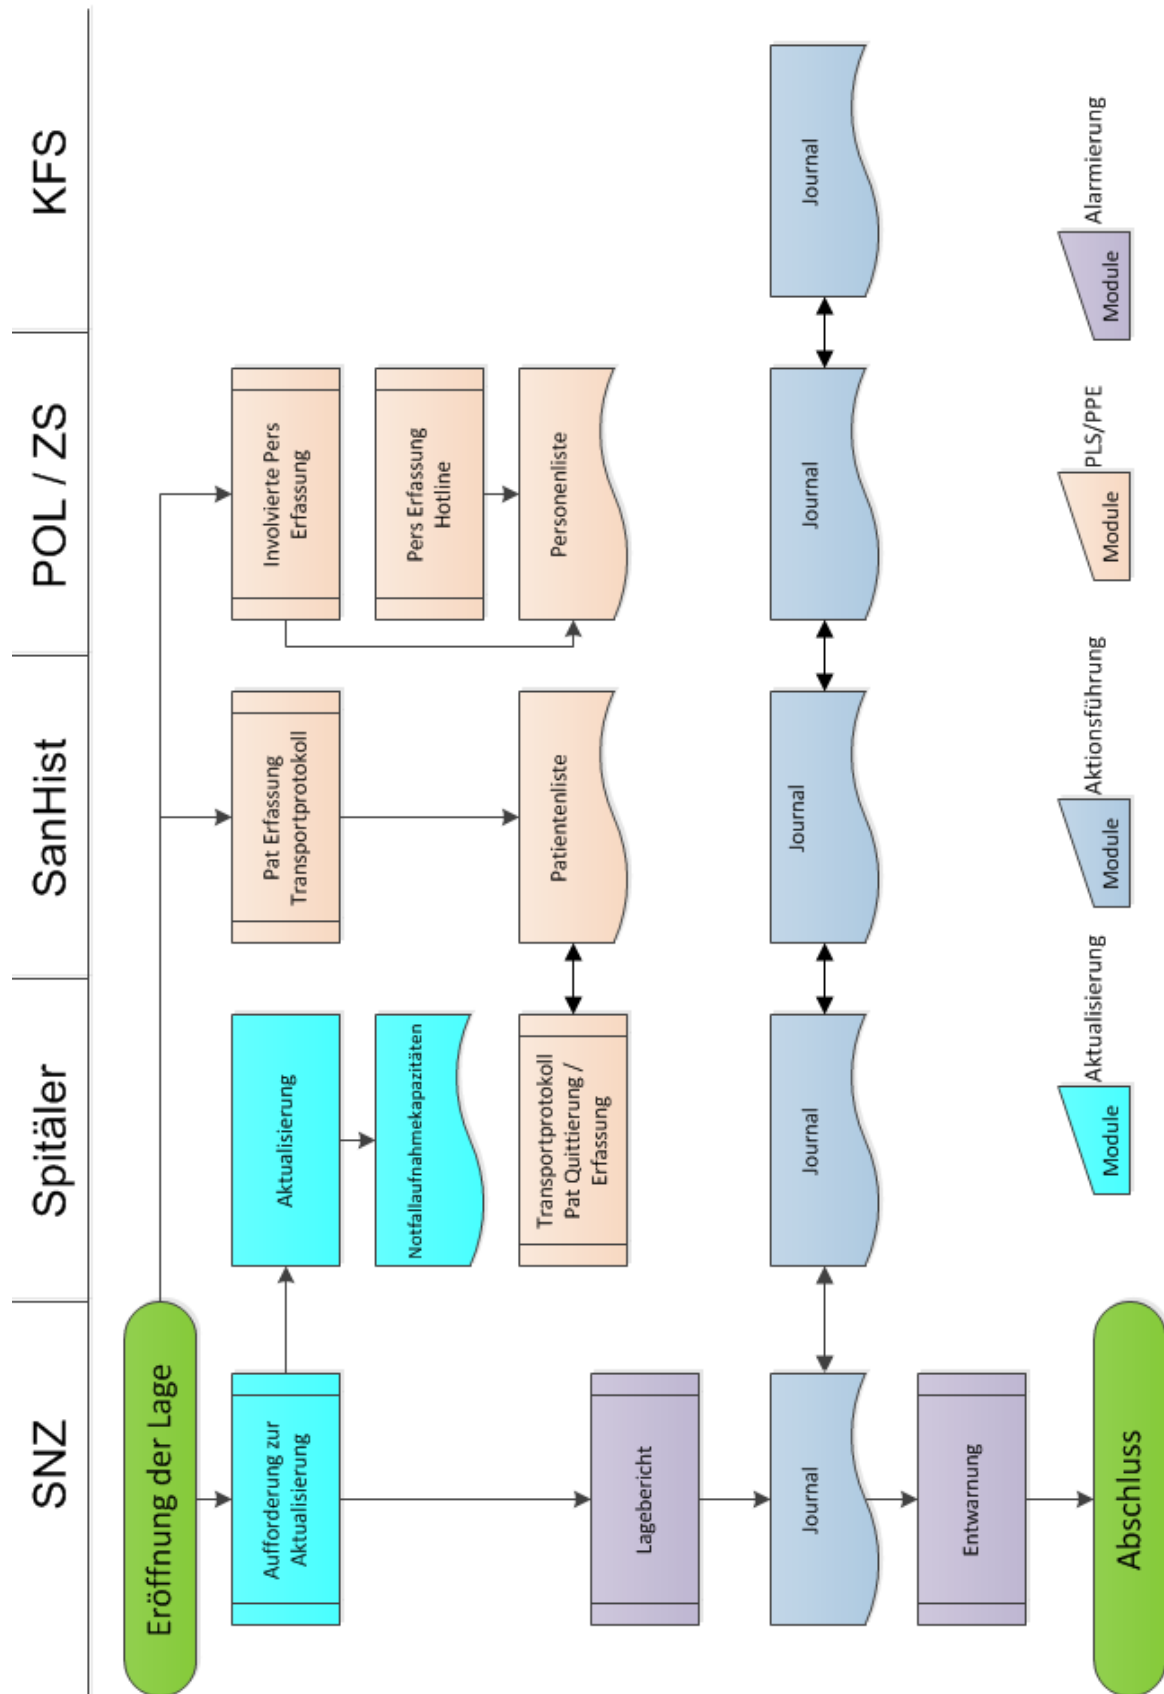 SNZ
Spitäler
SanHist
POL / ZS
KFS
Eröffnung der Lage
Aufforderung zur
Aktualisierung
Aktualisierung
Pat Erfassung
Transportprotokoll
Involvierte Pers
Erfassung
Notfallaufnahmekapazitäten
Pers Erfassung
Hotline
Transportprotokoll
Pat Quittierung /
Erfassung
Patientenliste
Personenliste
Lagebericht
Journal
Journal
Journal
Journal
Journal
Entwarnung
Abschluss
Module
Aktualisierung
Module
Aktionsführung
Module
PLS/PPE
Module
Alarmierung